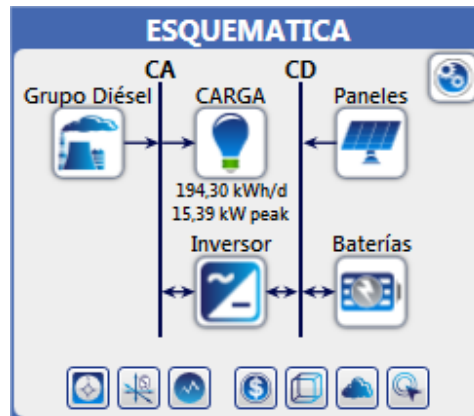 ESQUEMATICA
CA CD
Grupo Diésel CARGA Paneles
194,30 kWh/d
15,39 kW peak
Inversor Baterías